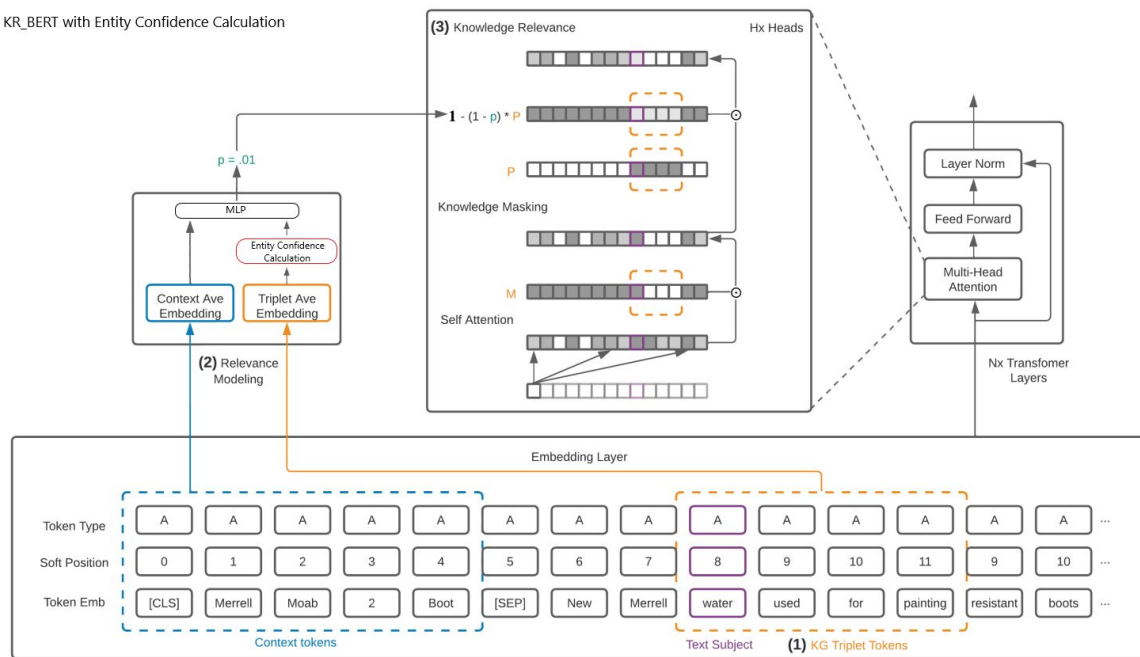 KR_BERT with Entity Confidence Calculation
(3) Knowledge Relevance
Hx Heads
1 - (1 - p) * P
P
Knowledge Masking
M
Self Attention
p = .01
MLP
Entity Confidence
Calculation
Context Ave
Embedding
Triplet Ave
Embedding
(2) Relevance
Modeling
Layer Norm
Feed Forward
Multi-Head
Attention
Nx Transfomer
Layers
Embedding Layer
Token Type A A A A A A A A A A A A A A ...
Soft Position 0 1 2 3 4 5 6 7 8 9 10 11 9 10 ...
Token Emb [CLS] Merrell Moab 2 Boot [SEP] New Merrell water used for painting resistant boots ...
Context tokens
Text Subject
(1) KG Triplet Tokens